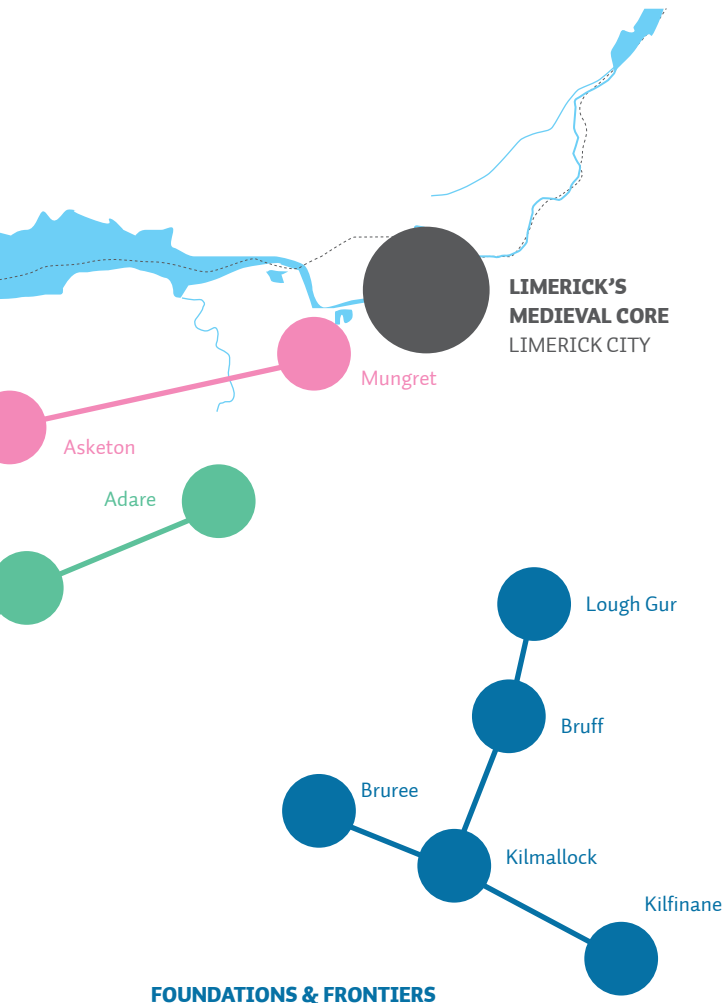 LIMERICK’S
MEDIEVAL CORE
LIMERICK CITY
Mungret
Asketon
Adare
Lough Gur
Bruff
Bruree
Kilmallock
Kilfinane
FOUNDATIONS & FRONTIERS